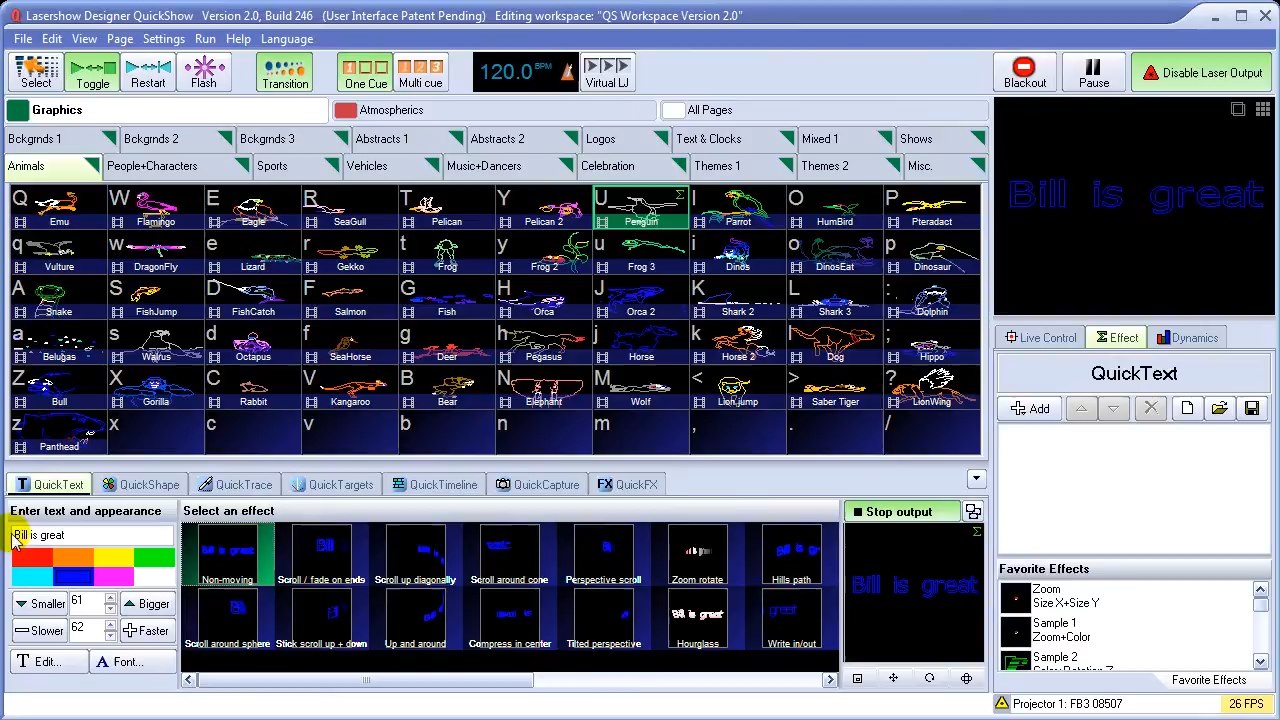 Lasershow Designer QuickShow Version 2.0, Build 246 (User Interface Patent Pending) Editing workspace: "QS Workspace Version 2.0"
File Edit View Page Settings Run Help Language
Select Toggle Restart Flash Transition One Cue Multi cue 120.0 BPM Virtual LJ Blackout Pause Disable Laser Output
Graphics Atmospherics All Pages
Bckgrnds 1 Bckgrnds 2 Bckgrnds 3 Abstracts 1 Abstracts 2 Logos Text & Clocks Mixed 1 Shows
Animals People+Characters Sports Vehicles Music+Dancers Celebration Themes 1 Themes 2 Misc.
Q W E R T Y U I O P
Emu Flamingo Eagle SeaGull Pelican Pelican 2 Penguin Parrot HumBird Pteradact
q w e r t y u i o p
Vulture DragonFly Lizard Gekko Frog Frog 2 Frog 3 Dinos DinosEat Dinosaur
A S D F G H J K L :
Snake FishJump FishCatch Salmon Fish Orca Orca 2 Shark 2 Shark 3 Dolphin
a s d f g h j k l ;
Belugas Walrus Octapus SeaHorse Deer Pegasus Horse Horse 2 Dog Hippo
Z X C V B N M < > ?
Bull Gorilla Rabbit Kangaroo Bear Elephant Wolf Lion jump Saber Tiger LionWing
z x c v b n m , . /
Panthead
Bill is great
Live Control Effect Dynamics
QuickText
Add
QuickText QuickShape QuickTrace QuickTargets QuickTimeline QuickCapture FX QuickFX
Enter text and appearance
Bill is great
Smaller 61 Bigger
Slower 62 Faster
T Edit... A Font...
Select an effect
Non-moving Scroll / fade on ends Scroll up diagonally Scroll around cone Perspective scroll Zoom rotate Hills path
Scroll around sphere Stick scroll up + down Up and around Compress in center Tilted perspective Hourglass Write in/out
Stop output
Bill is great
Favorite Effects
Zoom
Size X+Size Y
Sample 1
Zoom+Color
Sample 2
Favorite Effects
Projector 1: FB3 08507 26 FPS